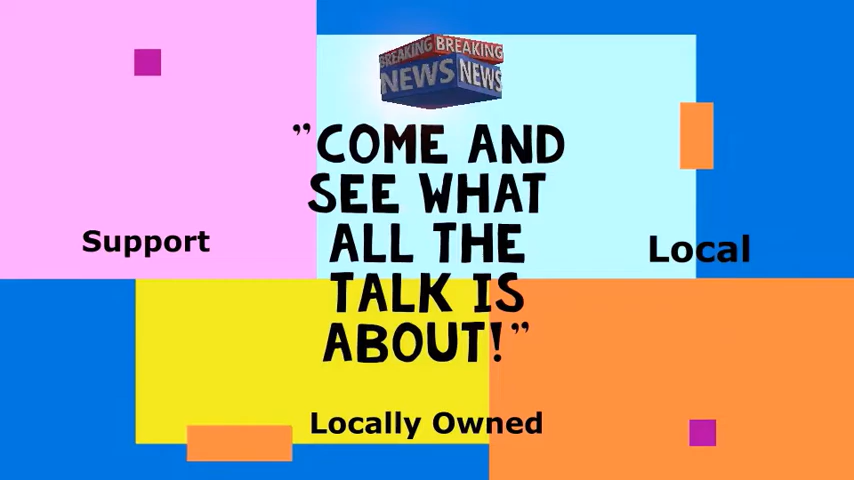 BREAKING BREAKING
NEWS NEWS
”COME AND
SEE WHAT
ALL THE
TALK IS
ABOUT!”
Support
Local
Locally Owned